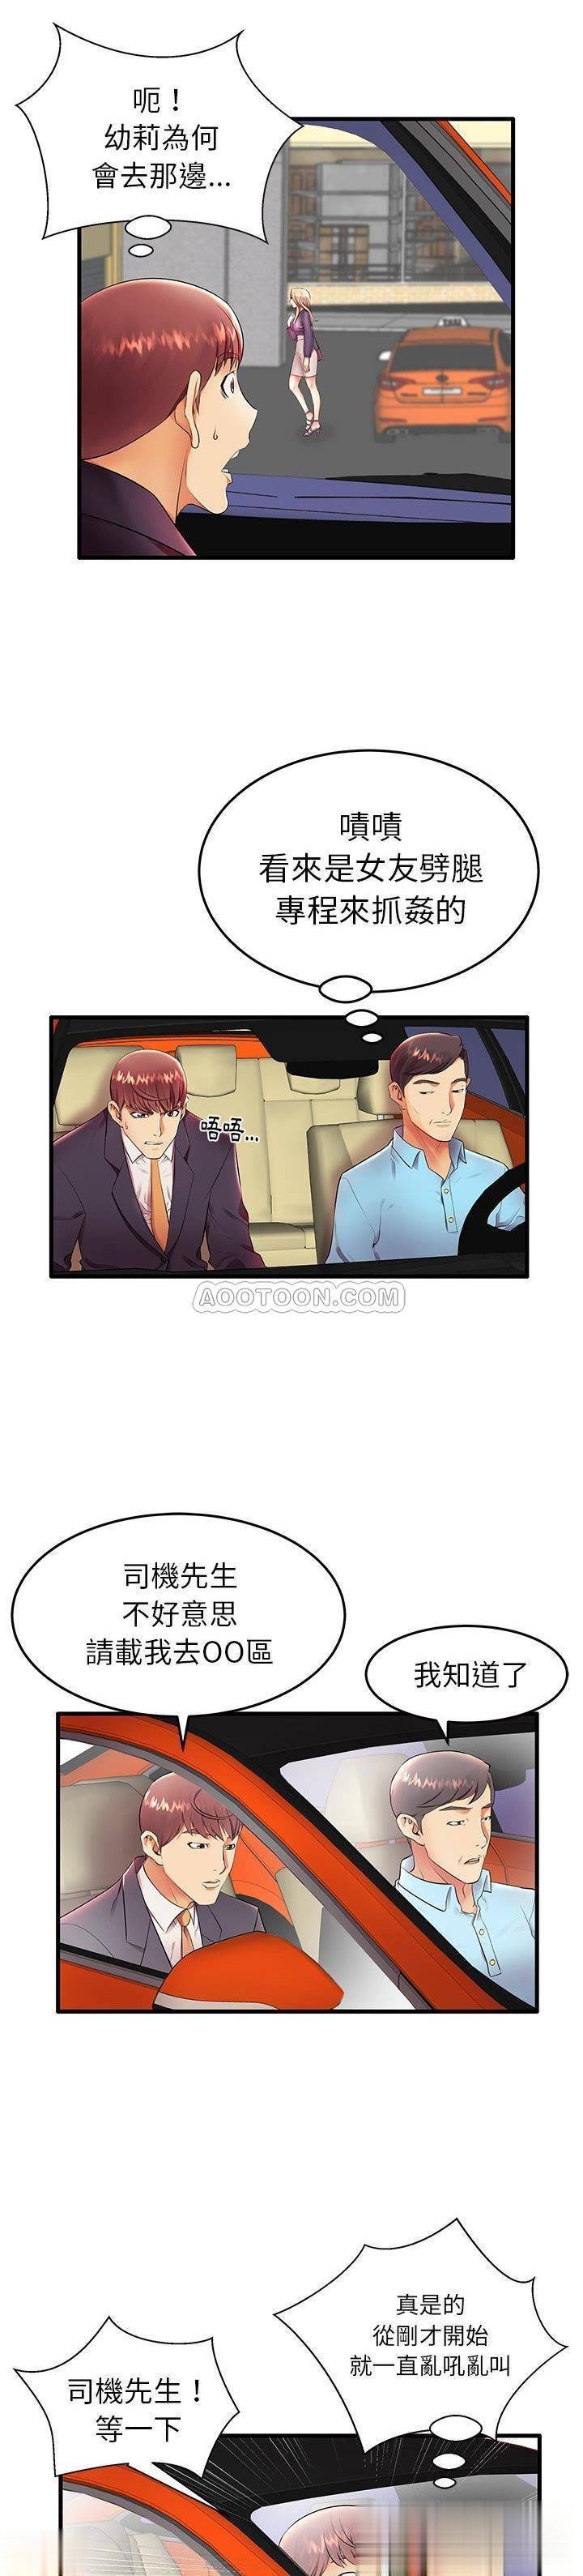 呃！
幼莉為何
會去那邊...
嘖嘖
看來是女友劈腿
專程來抓姦的
唔唔...
AOOTOON.COM
司機先生
不好意思
請載我去OO區
我知道了
真是的
從剛才開始
就一直亂吼亂叫
司機先生！
等一下